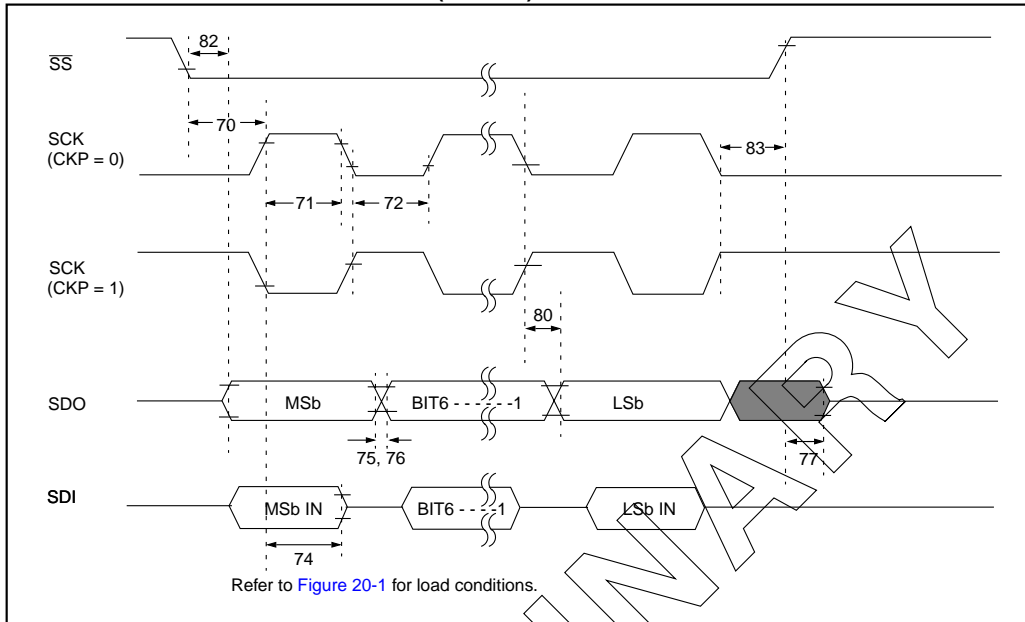 82
SS
70
SCK
(CKP = 0)
83
71
72
SCK
(CKP = 1)
80
SDO
MSb
BIT6 - - - - - -1
LSb
75, 76
77
SDI
MSb IN
BIT6 - - - -1
LSb IN
74
Refer to Figure 20-1 for load conditions.
INARY